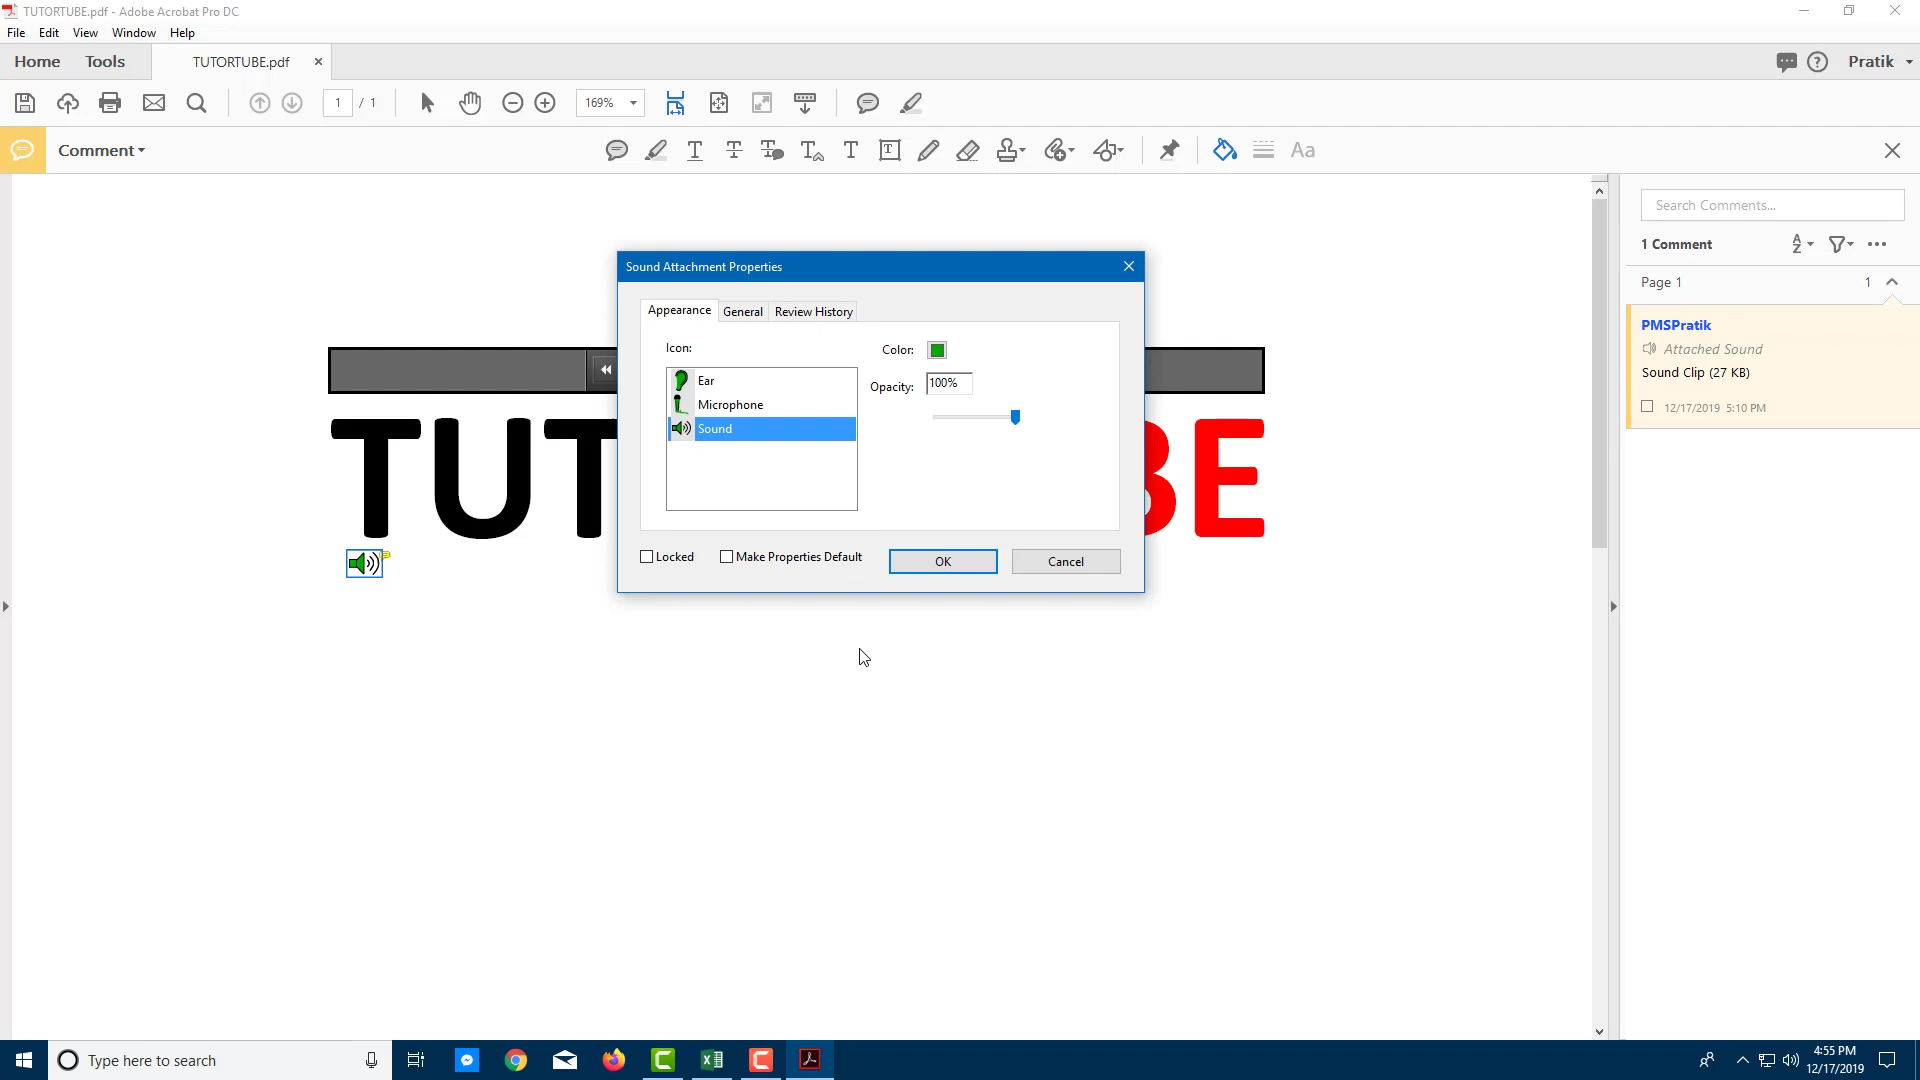 TUTORTUBE.pdf - Adobe Acrobat Pro DC
File Edit View Window Help
Home Tools TUTORTUBE.pdf Pratik
1 / 1 169%
Comment
Search Comments...
1 Comment
Page 1 1
PMSPratik
Attached Sound
Sound Clip (27 KB)
12/17/2019 5:10 PM
Sound Attachment Properties
Appearance General Review History
Icon:
Ear
Microphone
Sound
Color:
Opacity: 100%
Locked Make Properties Default OK Cancel
TUT BE
Type here to search
4:55 PM
12/17/2019